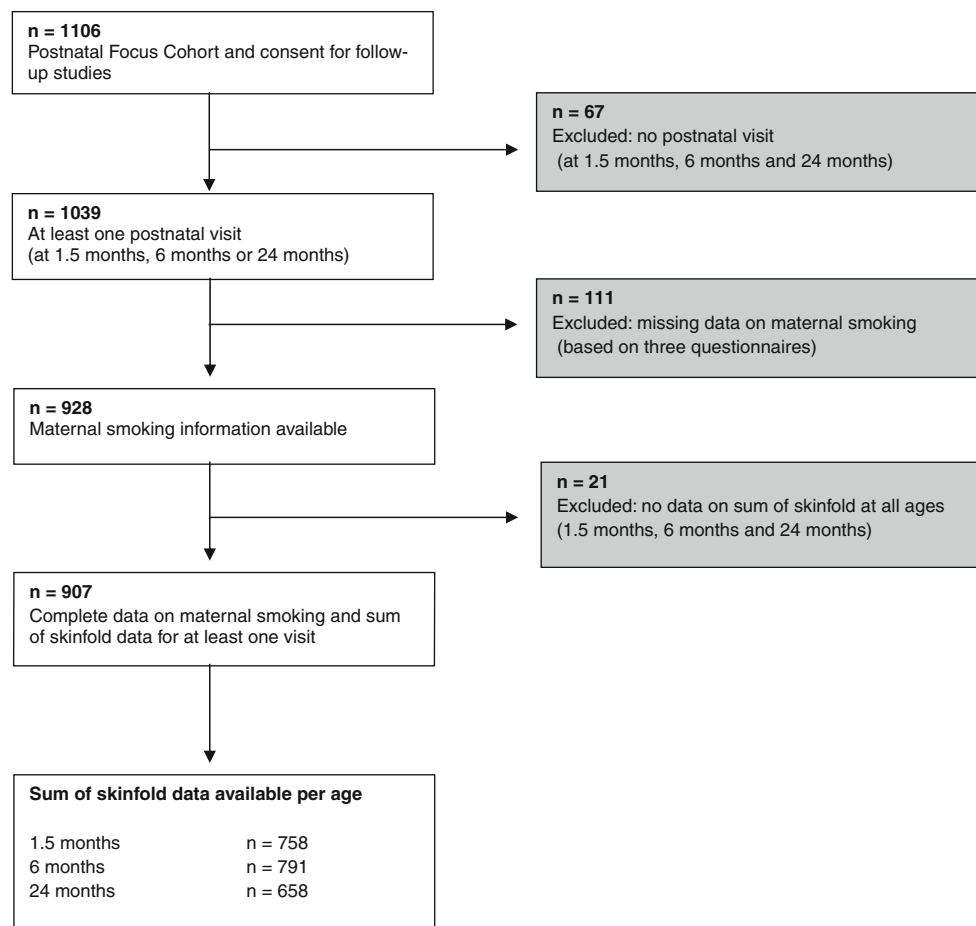 n = 1106
Postnatal Focus Cohort and consent for follow-
up studies
n = 67
Excluded: no postnatal visit
(at 1.5 months, 6 months and 24 months)
n = 1039
At least one postnatal visit
(at 1.5 months, 6 months or 24 months)
n = 111
Excluded: missing data on maternal smoking
(based on three questionnaires)
n = 928
Maternal smoking information available
n = 21
Excluded: no data on sum of skinfold at all ages
(1.5 months, 6 months and 24 months)
n = 907
Complete data on maternal smoking and sum
of skinfold data for at least one visit
Sum of skinfold data available per age
1.5 months n = 758
6 months n = 791
24 months n = 658